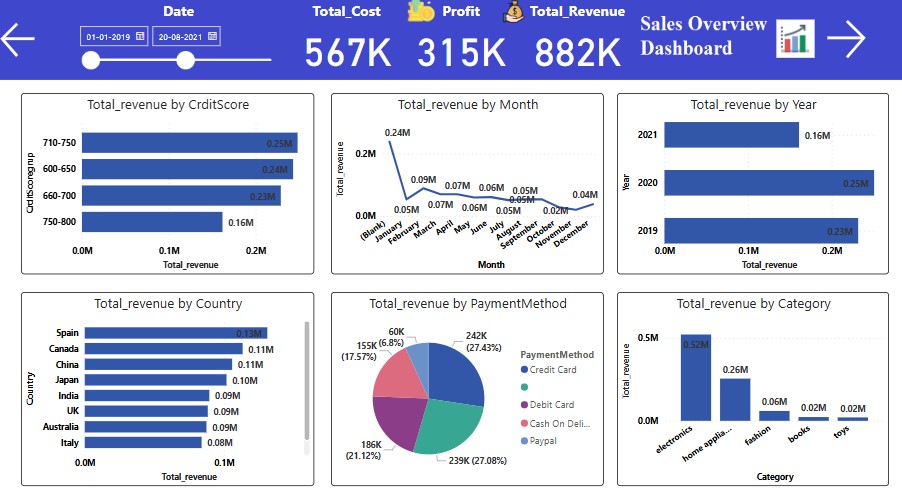 Date
Total_Cost
Profit
Total_Revenue
Sales Overview
Dashboard
01-01-2019
20-08-2021
567K
315K
882K
Total_revenue by CrditScore
CrditScoregrup
710-750
0.25M
600-650
0.24M
660-700
0.23M
750-800
0.16M
0.0M
0.1M
0.2M
Total_revenue
Total_revenue by Month
Total_revenue
0.2M
0.0M
0.24M
0.05M
0.09M
0.07M
0.07M
0.06M
0.06M
0.05M
0.05M
0.05M
0.02M
0.04M
(Blank)
January
February
March
April
May
June
July
August
September
October
November
December
Month
Total_revenue by Year
Year
2021
0.16M
2020
0.25M
2019
0.23M
0.0M
0.1M
0.2M
Total_revenue
Total_revenue by Country
Country
Spain
0.13M
Canada
0.11M
China
0.11M
Japan
0.10M
India
0.09M
UK
0.09M
Australia
0.09M
Italy
0.08M
0.0M
0.1M
Total_revenue
Total_revenue by PaymentMethod
60K
(6.8%)
242K
(27.43%)
155K
(17.57%)
186K
(21.12%)
239K (27.08%)
PaymentMethod
Credit Card
Debit Card
Cash On Deli...
Paypal
Total_revenue by Category
Total_revenue
0.5M
0.0M
0.52M
0.26M
0.06M
0.02M
0.02M
electronics
home applia...
fashion
books
toys
Category